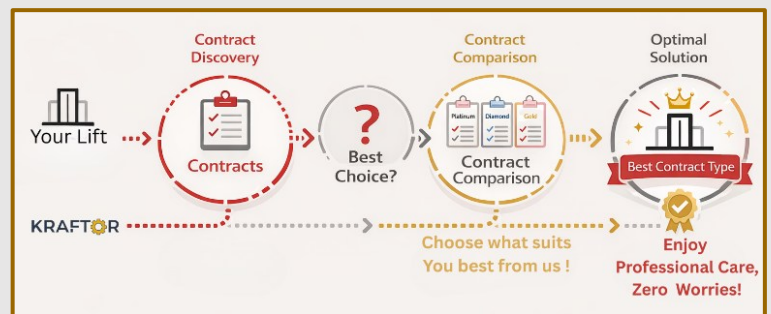 Contract
Discovery
Contract
Comparison
Optimal
Solution
Your Lift
Contracts
?
Best
Choice?
Platinum
Diamond
Gold
Contract
Comparison
Best Contract Type
KRAFTOR
Choose what suits
You best from us !
Enjoy
Professional Care,
Zero Worries!